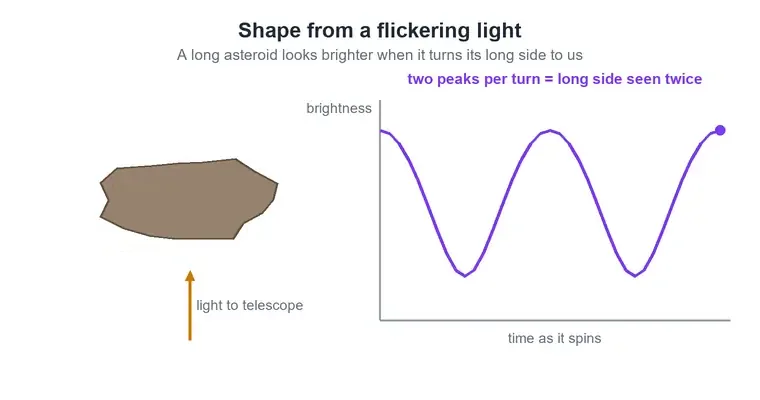 Shape from a flickering light
A long asteroid looks brighter when it turns its long side to us
two peaks per turn = long side seen twice
brightness
light to telescope
time as it spins